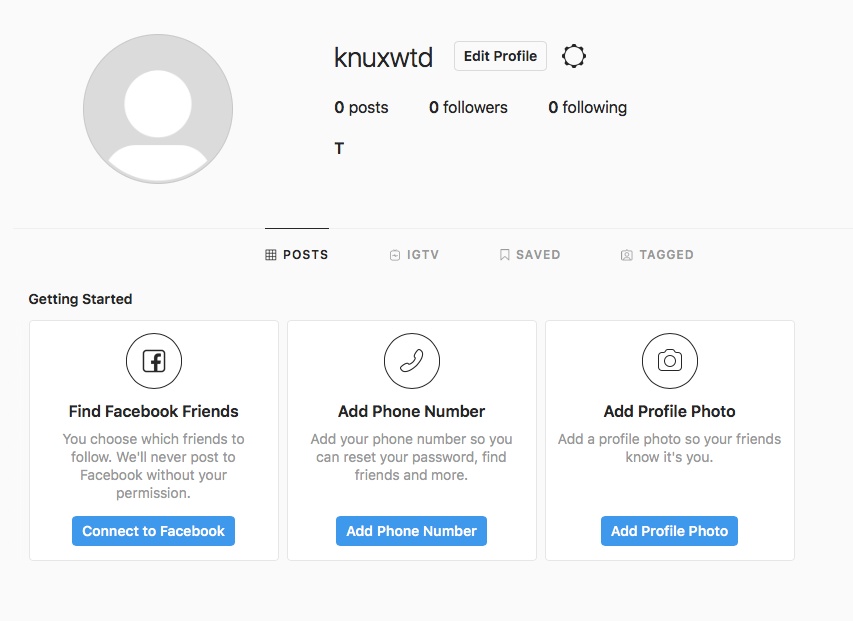 knuxwtd Edit Profile
0 posts 0 followers 0 following
T
POSTS IGTV SAVED TAGGED
Getting Started
Find Facebook Friends
You choose which friends to
follow. We'll never post to
Facebook without your
permission.
Connect to Facebook
Add Phone Number
Add your phone number so you
can reset your password, find
friends and more.
Add Phone Number
Add Profile Photo
Add a profile photo so your friends
know it's you.
Add Profile Photo